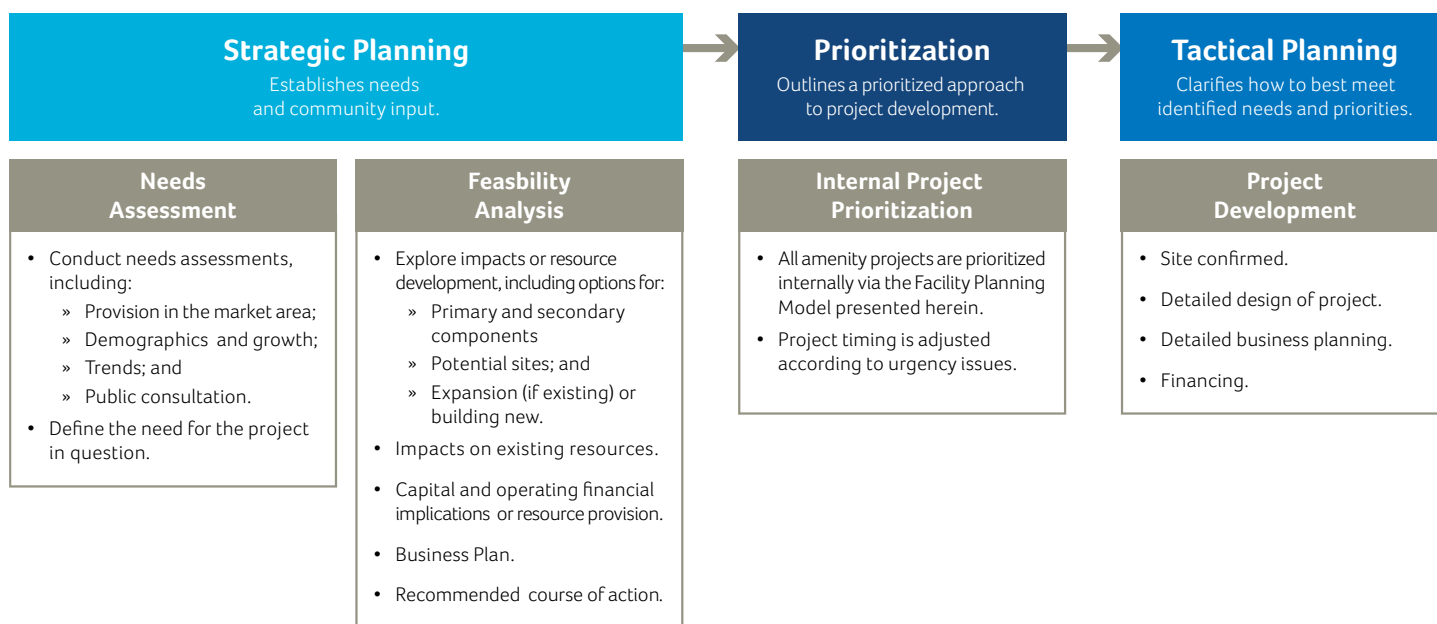 Strategic Planning
Establishes needs
and community input.
Prioritization
Outlines a prioritized approach
to project development.
Tactical Planning
Clarifies how to best meet
identified needs and priorities.
Needs
Assessment
• Conduct needs assessments,
including:
» Provision in the market area;
» Demographics and growth;
» Trends; and
» Public consultation.
• Define the need for the project
in question.
Feasbility
Analysis
• Explore impacts or resource
development, including options for:
» Primary and secondary
components
» Potential sites; and
» Expansion (if existing) or
building new.
• Impacts on existing resources.
• Capital and operating financial
implications or resource provision.
• Business Plan.
• Recommended course of action.
Internal Project
Prioritization
• All amenity projects are prioritized
internally via the Facility Planning
Model presented herein.
• Project timing is adjusted
according to urgency issues.
Project
Development
• Site confirmed.
• Detailed design of project.
• Detailed business planning.
• Financing.